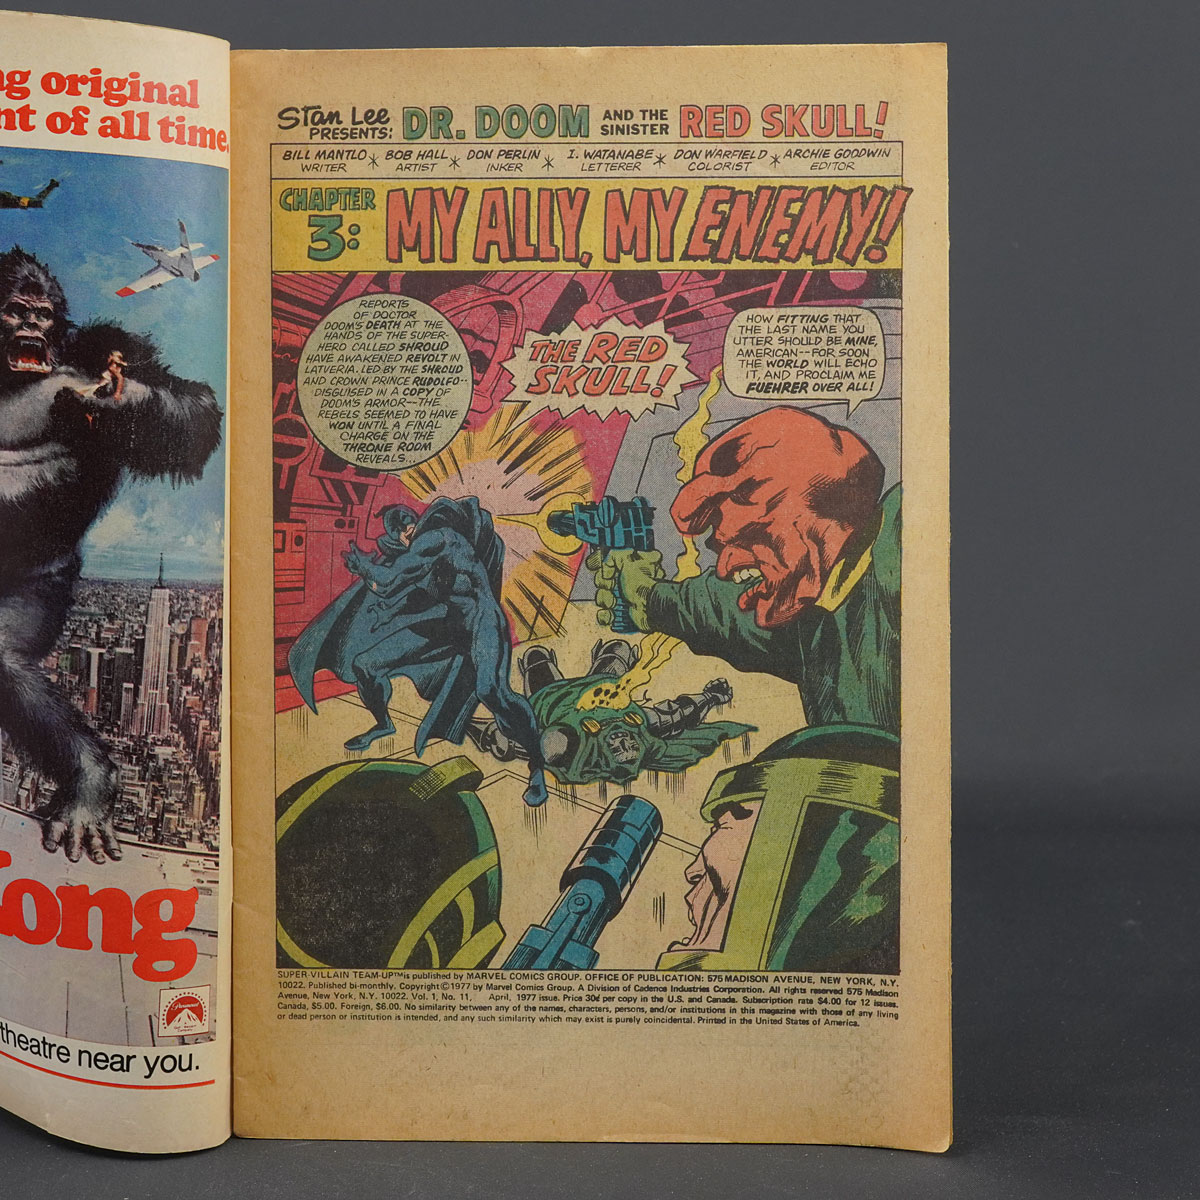 original
of all time.
ong
theatre near you.
Paramount
Stan Lee
PRESENTS:
DR. DOOM
AND THE
SINISTER
RED SKULL!
BILL MANTLO
WRITER
BOB HALL
ARTIST
DON PERLIN
INKER
I. WATANABE
LETTERER
DON WARFIELD
COLORIST
ARCHIE GOODWIN
EDITOR
CHAPTER
3:
MY ALLY, MY ENEMY!
REPORTS
OF DOCTOR
DOOM'S DEATH AT THE
HANDS OF THE SUPER-
HERO CALLED SHROUD
HAVE AWAKENED REVOLT IN
LATVERIA. LED BY THE SHROUD
AND CROWN PRINCE RUDOLFO--
DISGUISED IN A COPY OF
DOOM'S ARMOR--THE
REBELS SEEMED TO HAVE
WON UNTIL A FINAL
CHARGE ON THE
THRONE ROOM
REVEALS...
THE RED
SKULL!
HOW FITTING THAT
THE LAST NAME YOU
UTTER SHOULD BE MINE,
AMERICAN--FOR SOON
THE WORLD WILL ECHO
IT, AND PROCLAIM ME
FUEHRER OVER ALL!
SUPER-VILLAIN TEAM-UP™ is published by MARVEL COMICS GROUP. OFFICE OF PUBLICATION: 575 MADISON AVENUE, NEW YORK, N.Y.
10022. Published bi-monthly. Copyright ©1977 by Marvel Comics Group. A Division of Cadence Industries Corporation. All rights reserved 575 Madison
Avenue, New York, N.Y. 10022. Vol. 1, No. 11, April, 1977 issue. Price 30¢ per copy in the U.S. and Canada. Subscription rate $4.00 for 12 issues.
Canada, $5.00. Foreign, $6.00. No similarity between any of the names, characters, persons, and/or institutions in this magazine with those of any living
or dead person or institution is intended, and any such similarity which may exist is purely coincidental. Printed in the United States of America.